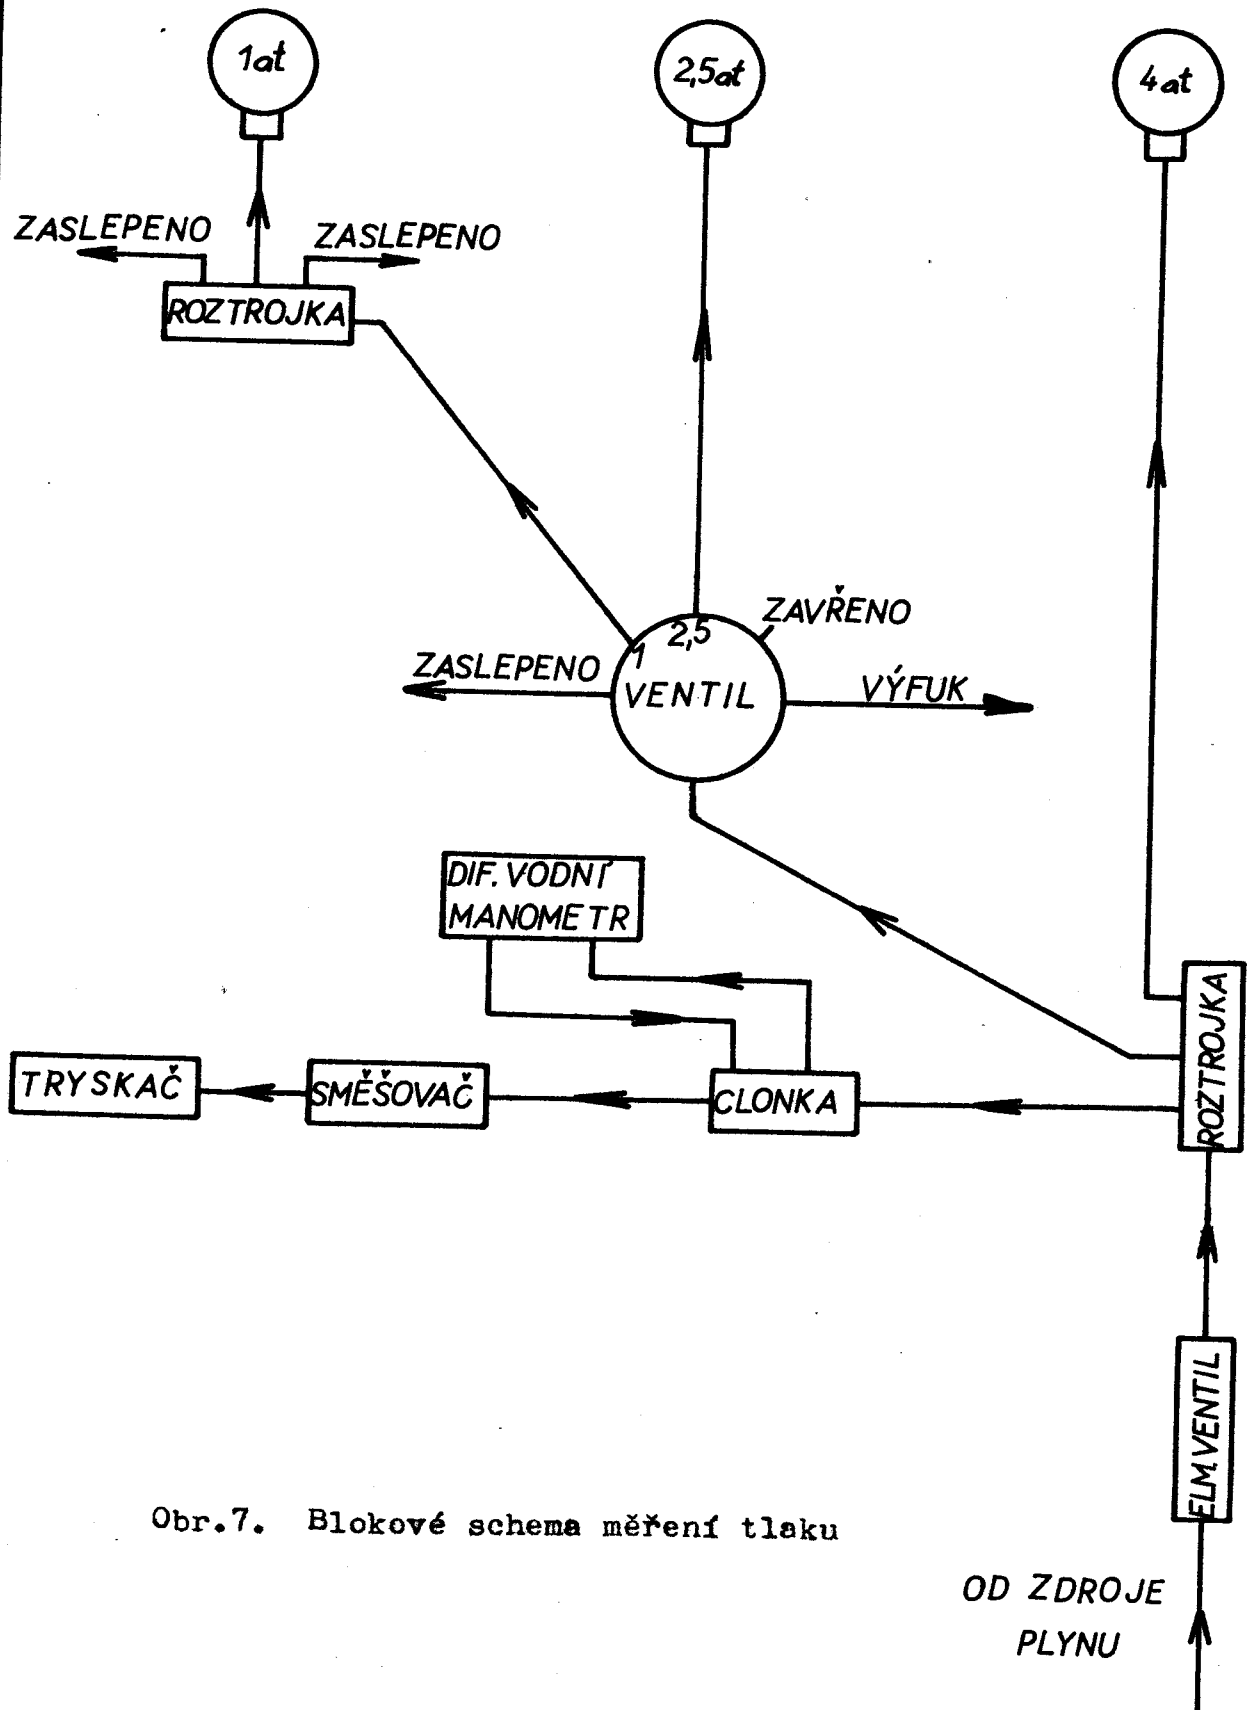 1at
2,5at
4at
ZASLEPENO
ZASLEPENO
ROZTROJKA
ZAVŘENO
2,5
1
ZASLEPENO
VENTIL
VÝFUK
DIF. VODNÍ
MANOMETR
ROZTROJKA
TRYSKAČ
SMĚŠOVAČ
CLONKA
ELM.VENTIL
Obr.7. Blokové schema měření tlaku
OD ZDROJE
PLYNU